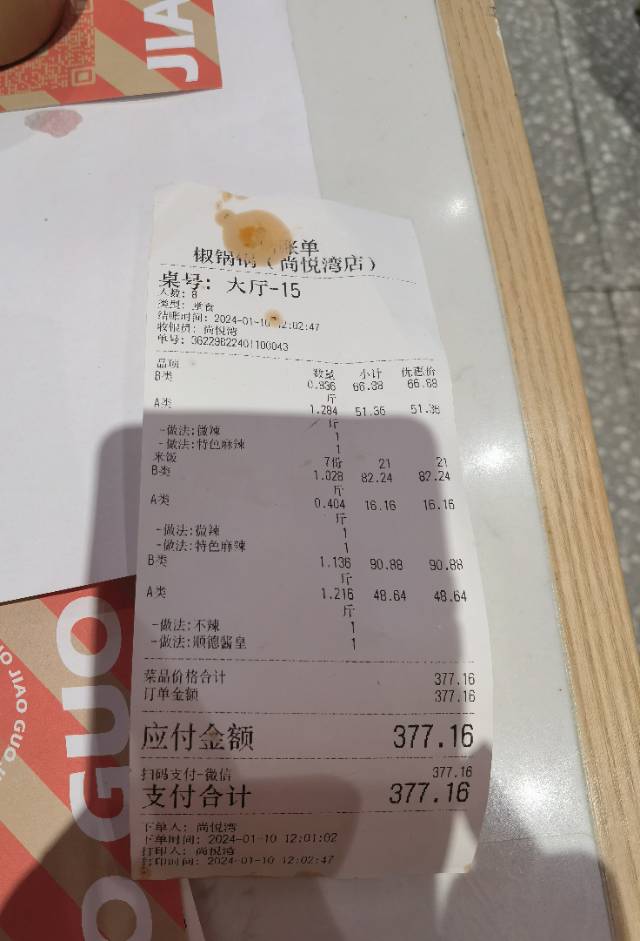 JIA
账单
椒锅锅（尚悦湾店）
桌号：大厅-15
人数：8
类型：堂食
结账时间：2024-01-10 12:02:47
收银员：尚悦湾
单号：
品项 数量 小计 优惠价
B类 0.836 66.88 66.88
斤
A类 1.284 51.36 51.36
斤
-做法:微辣 1
-做法:特色麻辣 1
米饭 7份 21 21
B类 1.028 82.24 82.24
斤
A类 0.404 16.16 16.16
斤
-做法:微辣 1
-做法:特色麻辣 1
B类 1.136 90.88 90.88
斤
A类 1.216 48.64 48.64
斤
-做法:不辣 1
-做法:顺德酱皇 1
菜品价格合计 377.16
订单金额 377.16
应付金额 377.16
扫码支付-微信 377.16
支付合计 377.16
下单人：尚悦湾
下单时间：2024-01-10 12:01:02
打印人：尚悦湾
打印时间：2024-01-10 12:02:47
O GUO
JIAO GUO